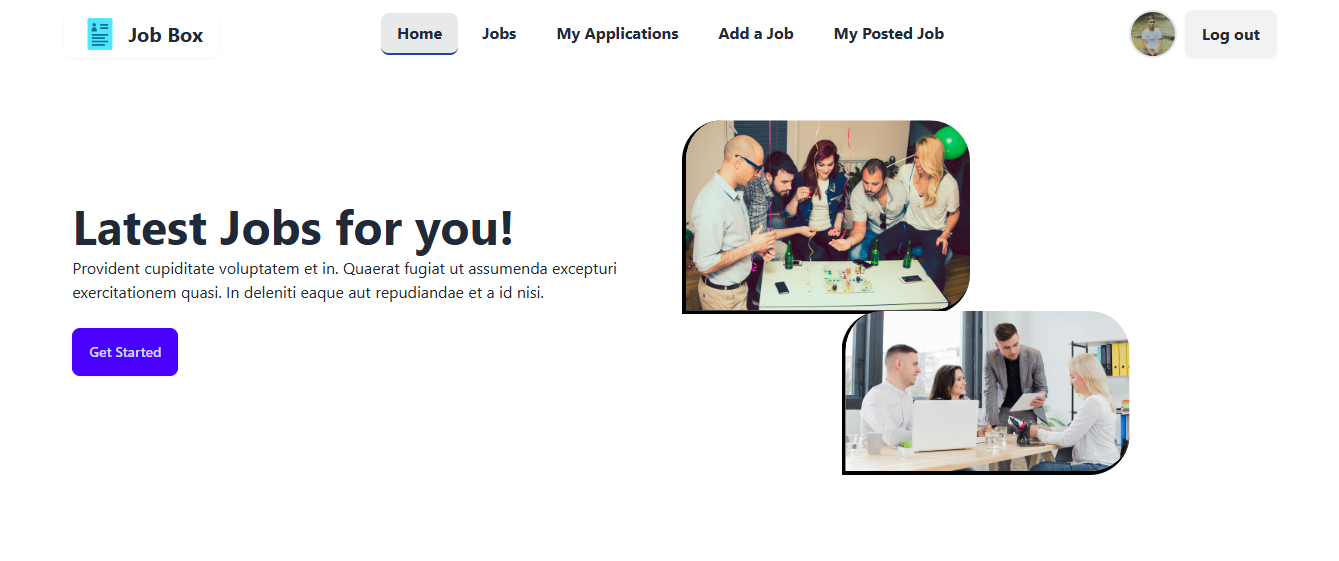 Job Box
Home
Jobs
My Applications
Add a Job
My Posted Job
Log out
Latest Jobs for you!
Provident cupiditate voluptatem et in. Quaerat fugiat ut assumenda excepturi
exercitationem quasi. In deleniti eaque aut repudiandae et a id nisi.
Get Started